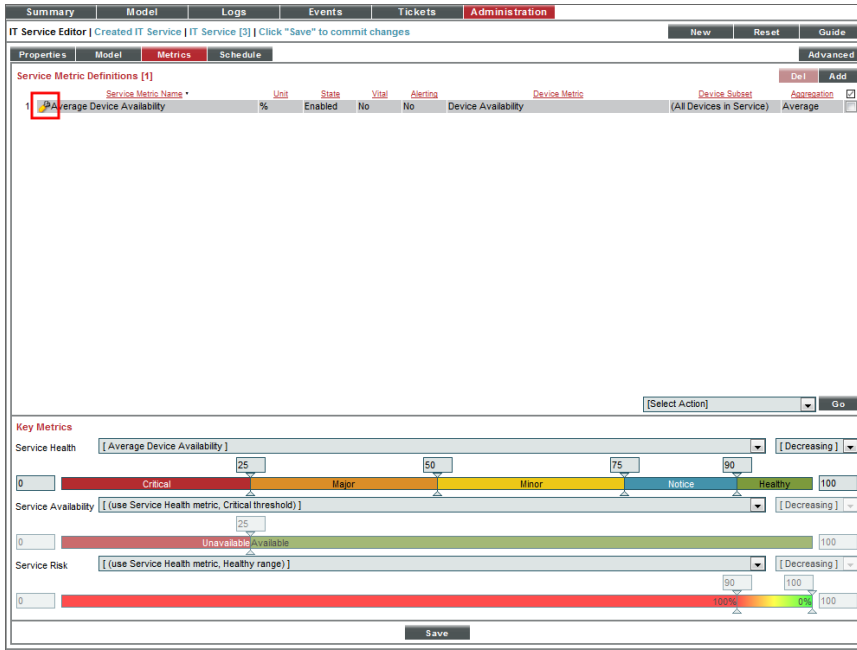 Summary Model Logs Events Tickets Administration
IT Service Editor | Created IT Service | IT Service [3] | Click "Save" to commit changes New Reset Guide
Properties Model Metrics Schedule Advanced
Service Metric Definitions [1] Del Add
Service Metric Name Unit State Vital Alerting Device Metric Device Subset Aggregation
1 Average Device Availability % Enabled No No Device Availability (All Devices in Service) Average
[Select Action] Go
Key Metrics
Service Health [ Average Device Availability ] [ Decreasing ]
25 50 75 90
0 Critical Major Minor Notice Healthy 100
Service Availability [ (use Service Health metric, Critical threshold) ] [ Decreasing ]
25
0 Unavailable Available 100
Service Risk [ (use Service Health metric, Healthy range) ] [ Decreasing ]
90 100
0 100% 0% 100
Save